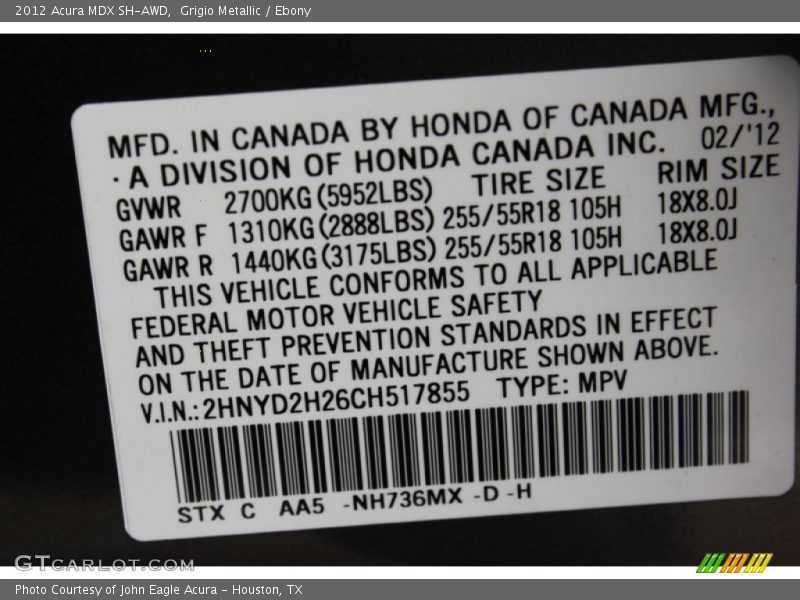 2012 Acura MDX SH-AWD,  Grigio Metallic / Ebony
MFD. IN CANADA BY HONDA OF CANADA MFG.,
· A DIVISION OF HONDA CANADA INC. 02/'12
GVWR 2700KG (5952LBS) TIRE SIZE RIM SIZE
GAWR F 1310KG (2888LBS) 255/55R18 105H 18X8.0J
GAWR R 1440KG (3175LBS) 255/55R18 105H 18X8.0J
THIS VEHICLE CONFORMS TO ALL APPLICABLE
FEDERAL MOTOR VEHICLE SAFETY
AND THEFT PREVENTION STANDARDS IN EFFECT
ON THE DATE OF MANUFACTURE SHOWN ABOVE.
V.I.N.: 2HNYD2H26CH517855 TYPE: MPV
STX C AA5 -NH736MX -D -H
GTCARLOT.COM
Photo Courtesy of John Eagle Acura - Houston, TX